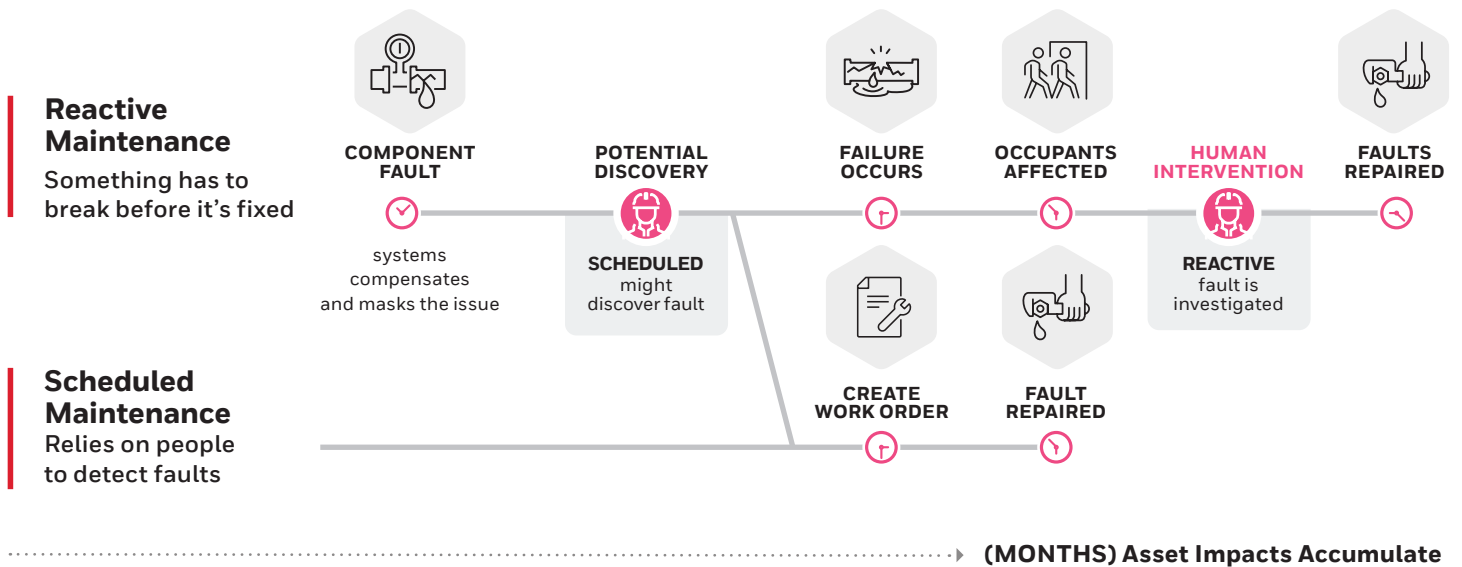 Reactive
Maintenance
Something has to
break before it's fixed
COMPONENT
FAULT
systems
compensates
and masks the issue
POTENTIAL
DISCOVERY
SCHEDULED
might
discover fault
FAILURE
OCCURS
OCCUPANTS
AFFECTED
HUMAN
INTERVENTION
REACTIVE
fault is
investigated
FAULTS
REPAIRED
Scheduled
Maintenance
Relies on people
to detect faults
CREATE
WORK ORDER
FAULT
REPAIRED
(MONTHS) Asset Impacts Accumulate